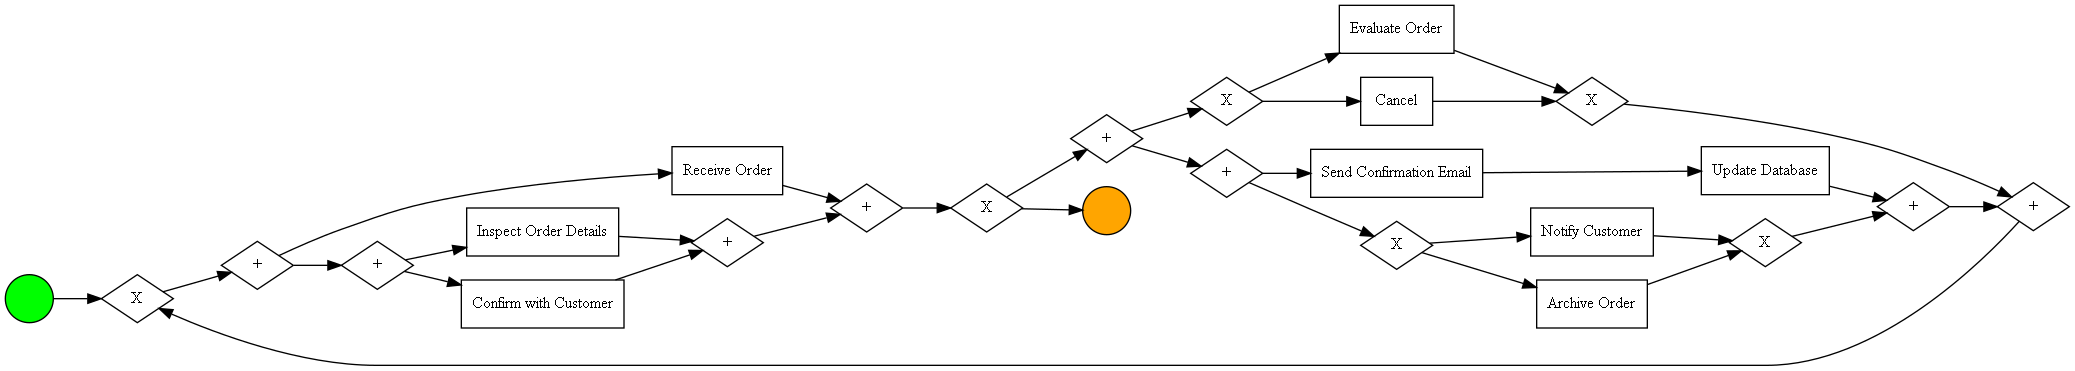 Evaluate Order
X
Cancel
X
+
Receive Order
Send Confirmation Email
Update Database
+
+
X
+
+
Inspect Order Details
+
X
Notify Customer
X
+
+
X
Confirm with Customer
Archive Order